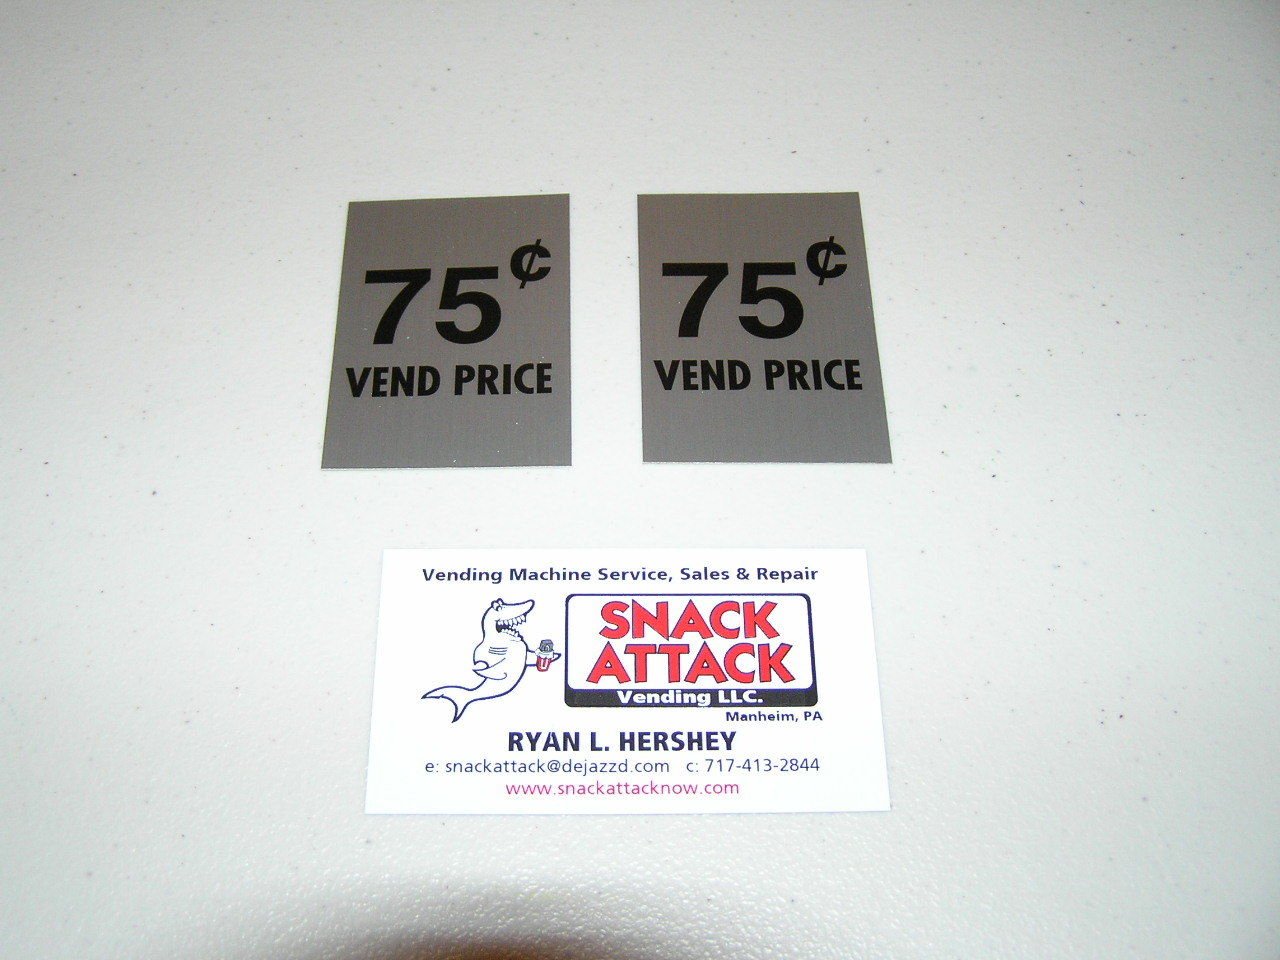 75¢
VEND PRICE
75¢
VEND PRICE
Vending Machine Service, Sales & Repair
SNACK
ATTACK
Vending LLC.
Manheim, PA
RYAN L. HERSHEY
e: snackattack@dejazzd.com c: 717-413-2844
www.snackattacknow.com